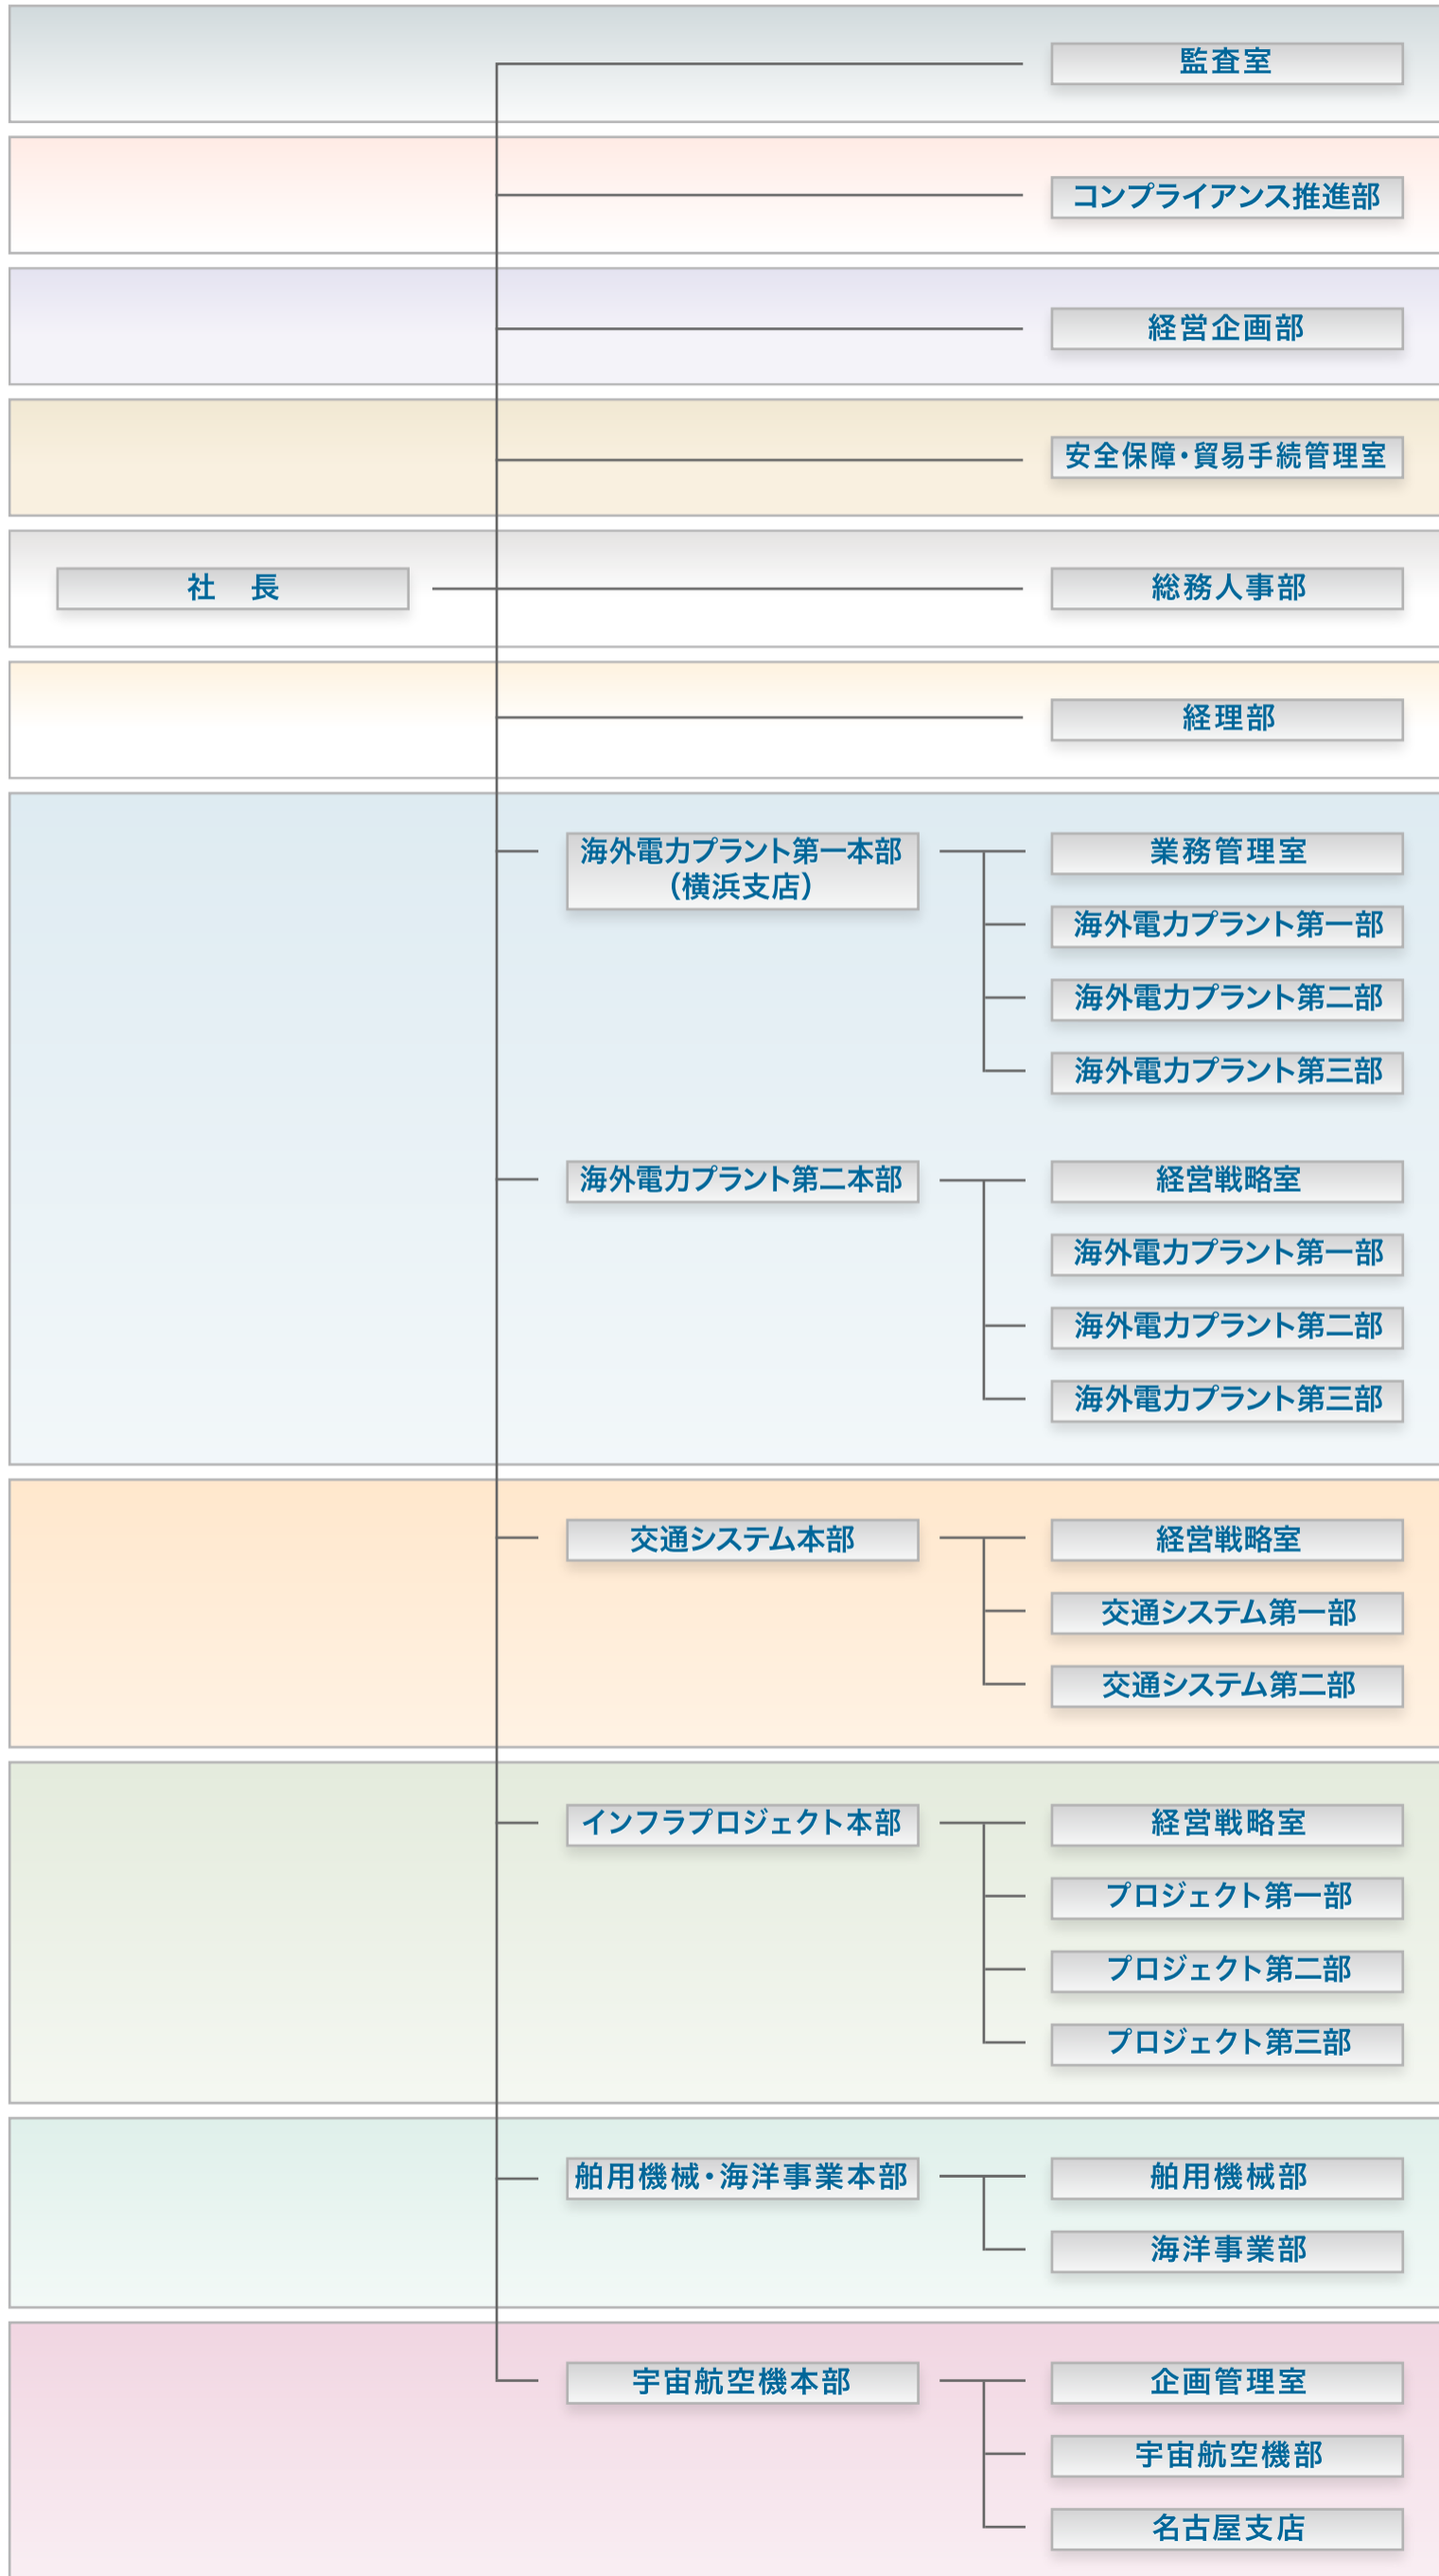 監査室
コンプライアンス推進部
経営企画部
安全保障・貿易手続管理室
社　長
総務人事部
経理部
海外電力プラント第一本部
（横浜支店）
業務管理室
海外電力プラント第一部
海外電力プラント第二部
海外電力プラント第三部
海外電力プラント第二本部
経営戦略室
海外電力プラント第一部
海外電力プラント第二部
海外電力プラント第三部
交通システム本部
経営戦略室
交通システム第一部
交通システム第二部
インフラプロジェクト本部
経営戦略室
プロジェクト第一部
プロジェクト第二部
プロジェクト第三部
舶用機械・海洋事業本部
舶用機械部
海洋事業部
宇宙航空機本部
企画管理室
宇宙航空機部
名古屋支店